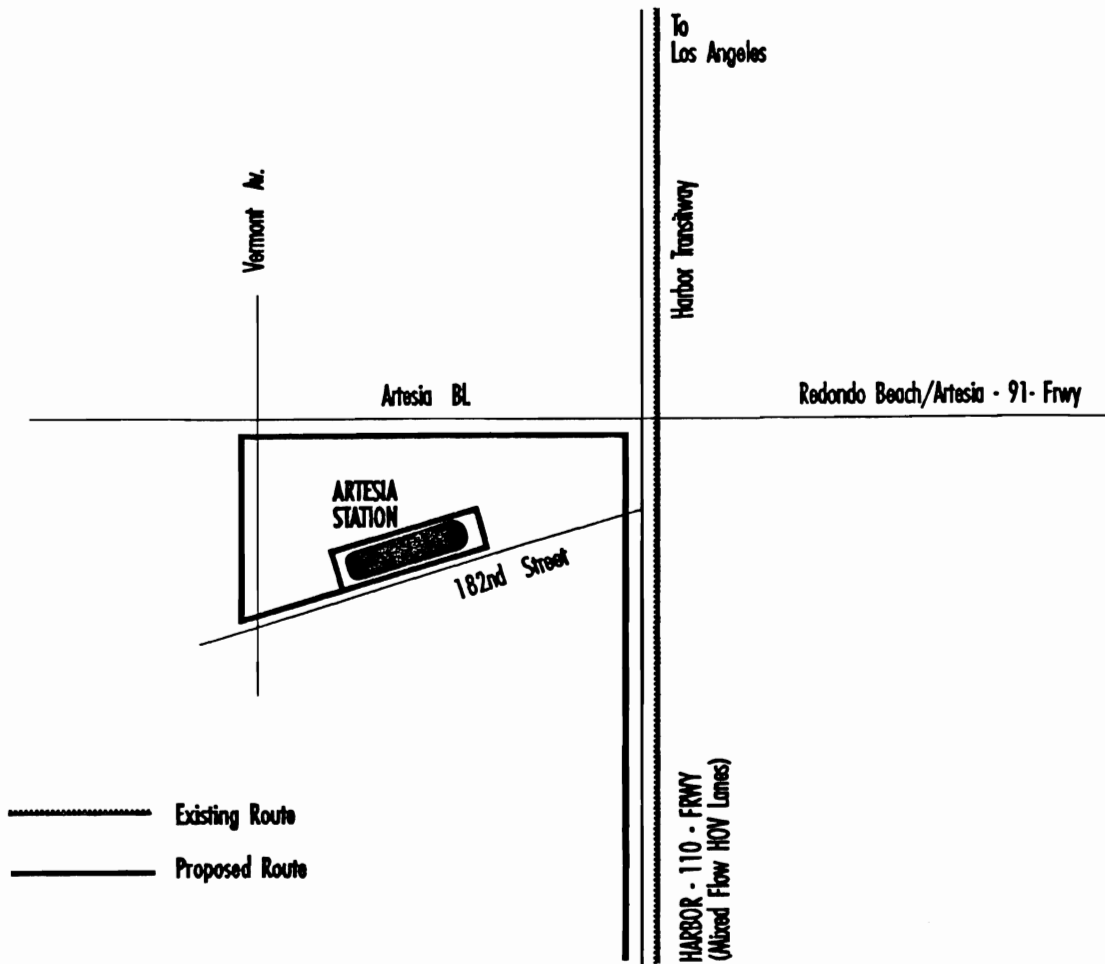 To
Los Angeles
Vermont Av.
Harbor Transitway
Artesia BL
Redondo Beach/Artesia - 91- Frwy
ARTESIA
STATION
182nd Street
Existing Route
Proposed Route
HARBOR - 110 - FRWY
(Mixed Flow HOV Lanes)